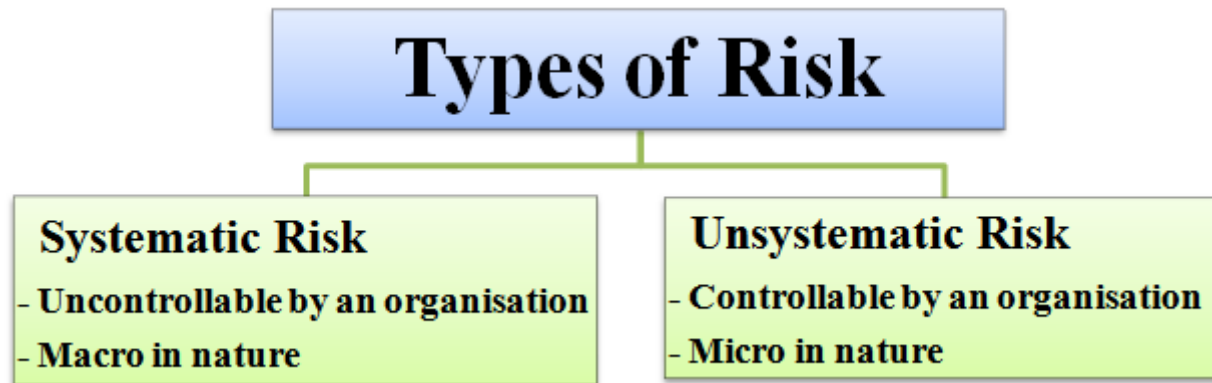 Types of Risk
Systematic Risk
- Uncontrollable by an organisation
- Macro in nature
Unsystematic Risk
- Controllable by an organisation
- Micro in nature